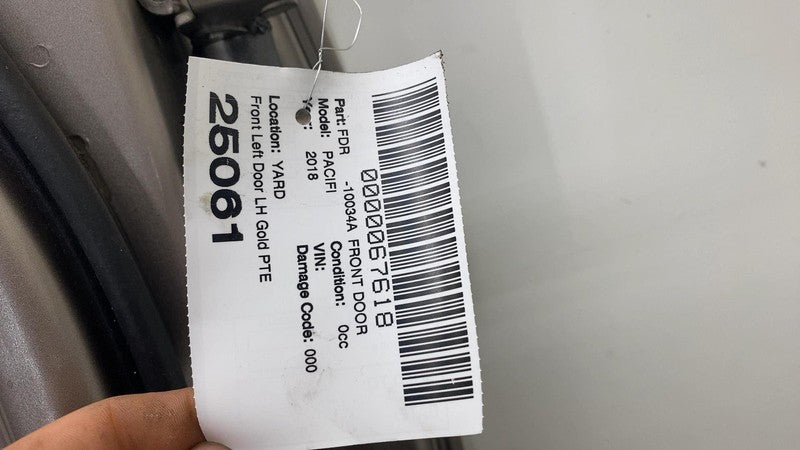 0000067618
Part: FDR -10034A FRONT DOOR
Model: PACIFI Condition: 0cc
Year: 2018 VIN:
Damage Code: 000
Location: YARD
Front Left Door LH Gold PTE
25061